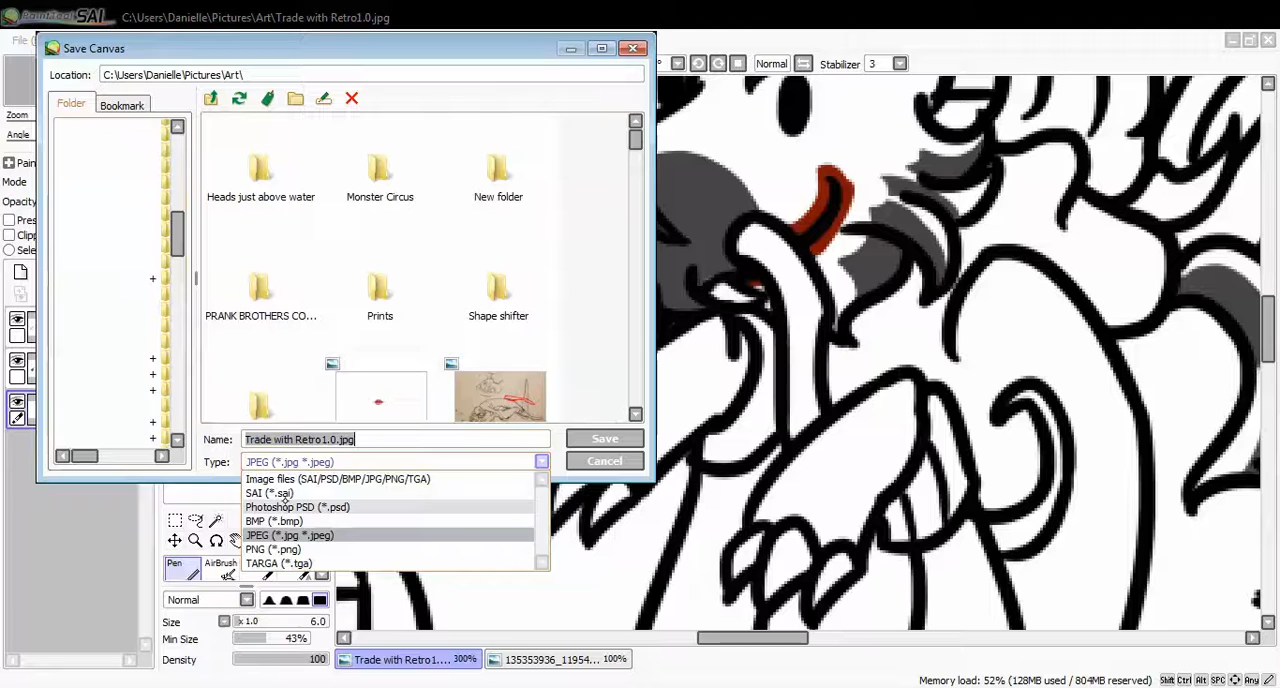 PaintTool SAI C:\Users\Danielle\Pictures\Art\Trade with Retro1.0.jpg
File
Save Canvas
Location: C:\Users\Danielle\Pictures\Art\
Normal Stabilizer 3
Folder Bookmark
Zoom
Angle
Pain
Mode
Opacity
Pres
Clip
Sele
Heads just above water Monster Circus New folder
PRANK BROTHERS CO... Prints Shape shifter
Name: Trade with Retro1.0.jpg Save
Type: JPEG (*.jpg *.jpeg) Cancel
Image files (SAI/PSD/BMP/JPG/PNG/TGA)
SAI (*.sai)
Photoshop PSD (*.psd)
BMP (*.bmp)
JPEG (*.jpg *.jpeg)
PNG (*.png)
TARGA (*.tga)
Pen AirBrush
Normal
Size x 1.0 6.0
Min Size 43%
Density 100
Trade with Retro1.... 300% 135353936_11954... 100%
Memory load: 52% (128MB used / 804MB reserved) Shift Ctrl Alt SPC Any